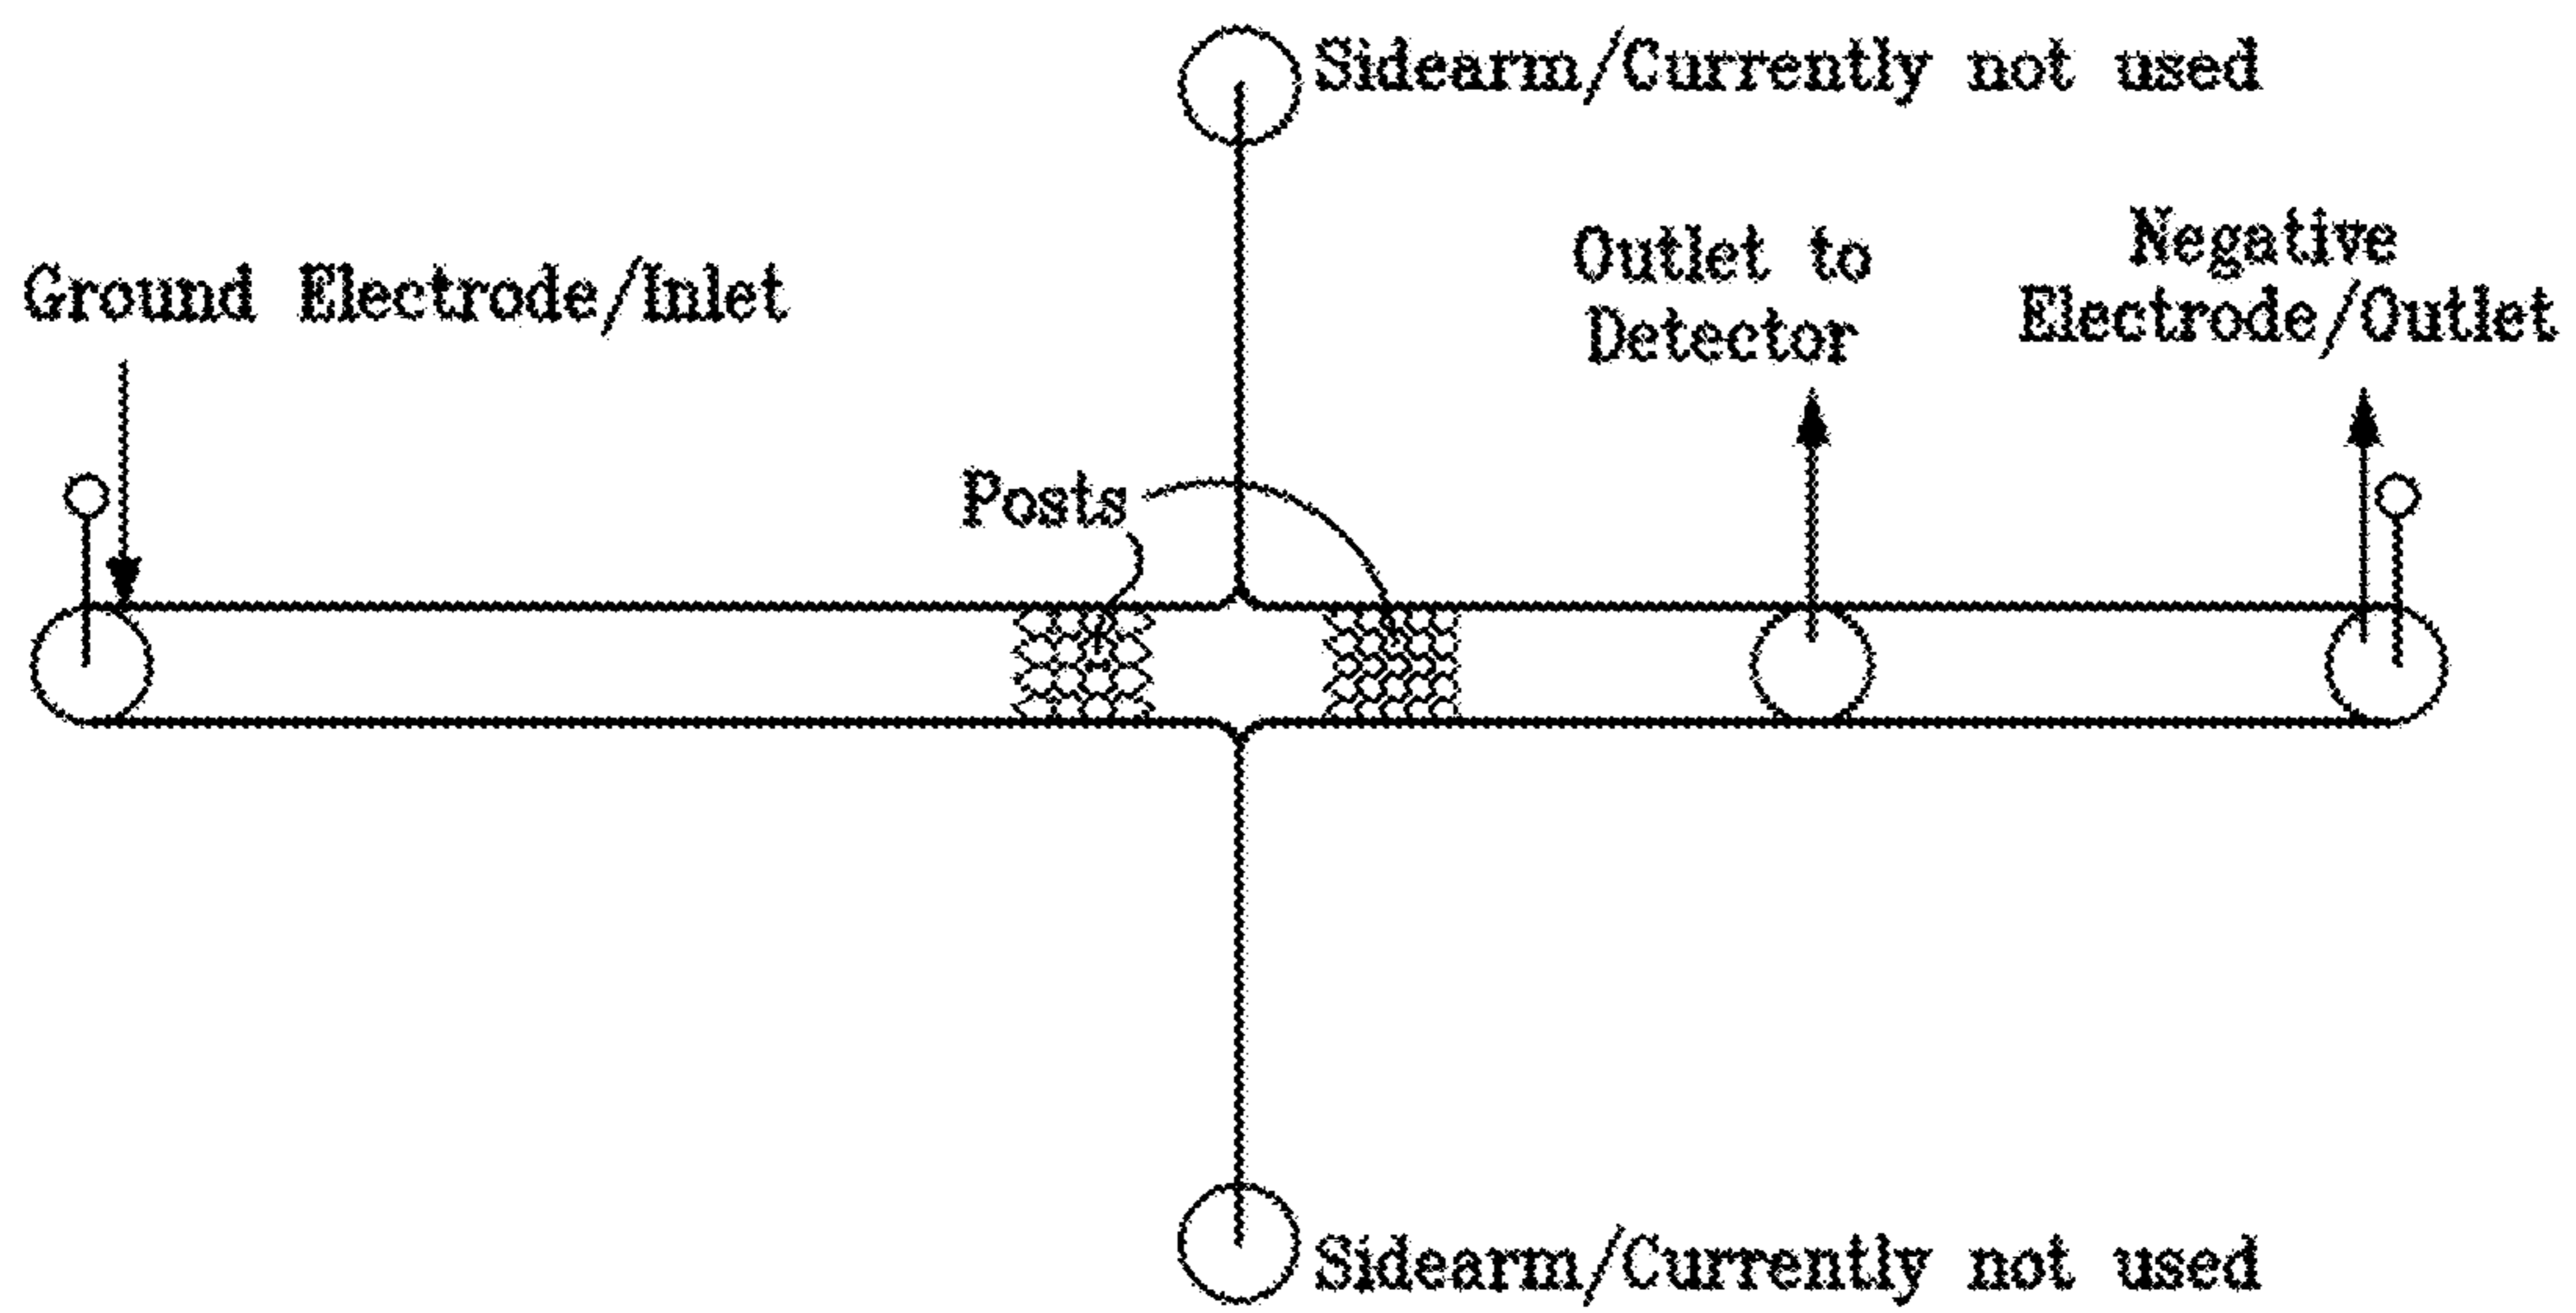 Sidearm/Currently not used
Ground Electrode/Inlet
Outlet to
Detector
Negative
Electrode/Outlet
Posts
Sidearm/Currently not used